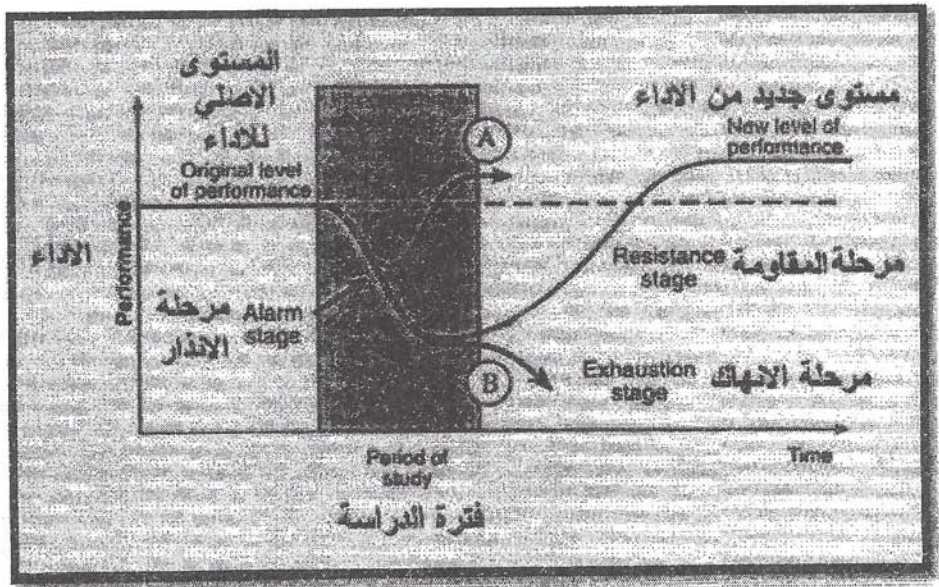 المستوى
الاصلي
للاداء
Original level
of performance
A
مستوى جديد من الاداء
New level of
performance
الاداء
Performance
مرحلة
الانذار
Alarm
stage
Resistance
stage
مرحلة المقاومة
B
Exhaustion
stage
مرحلة الانهاك
Period of
study
فترة الدراسة
Time